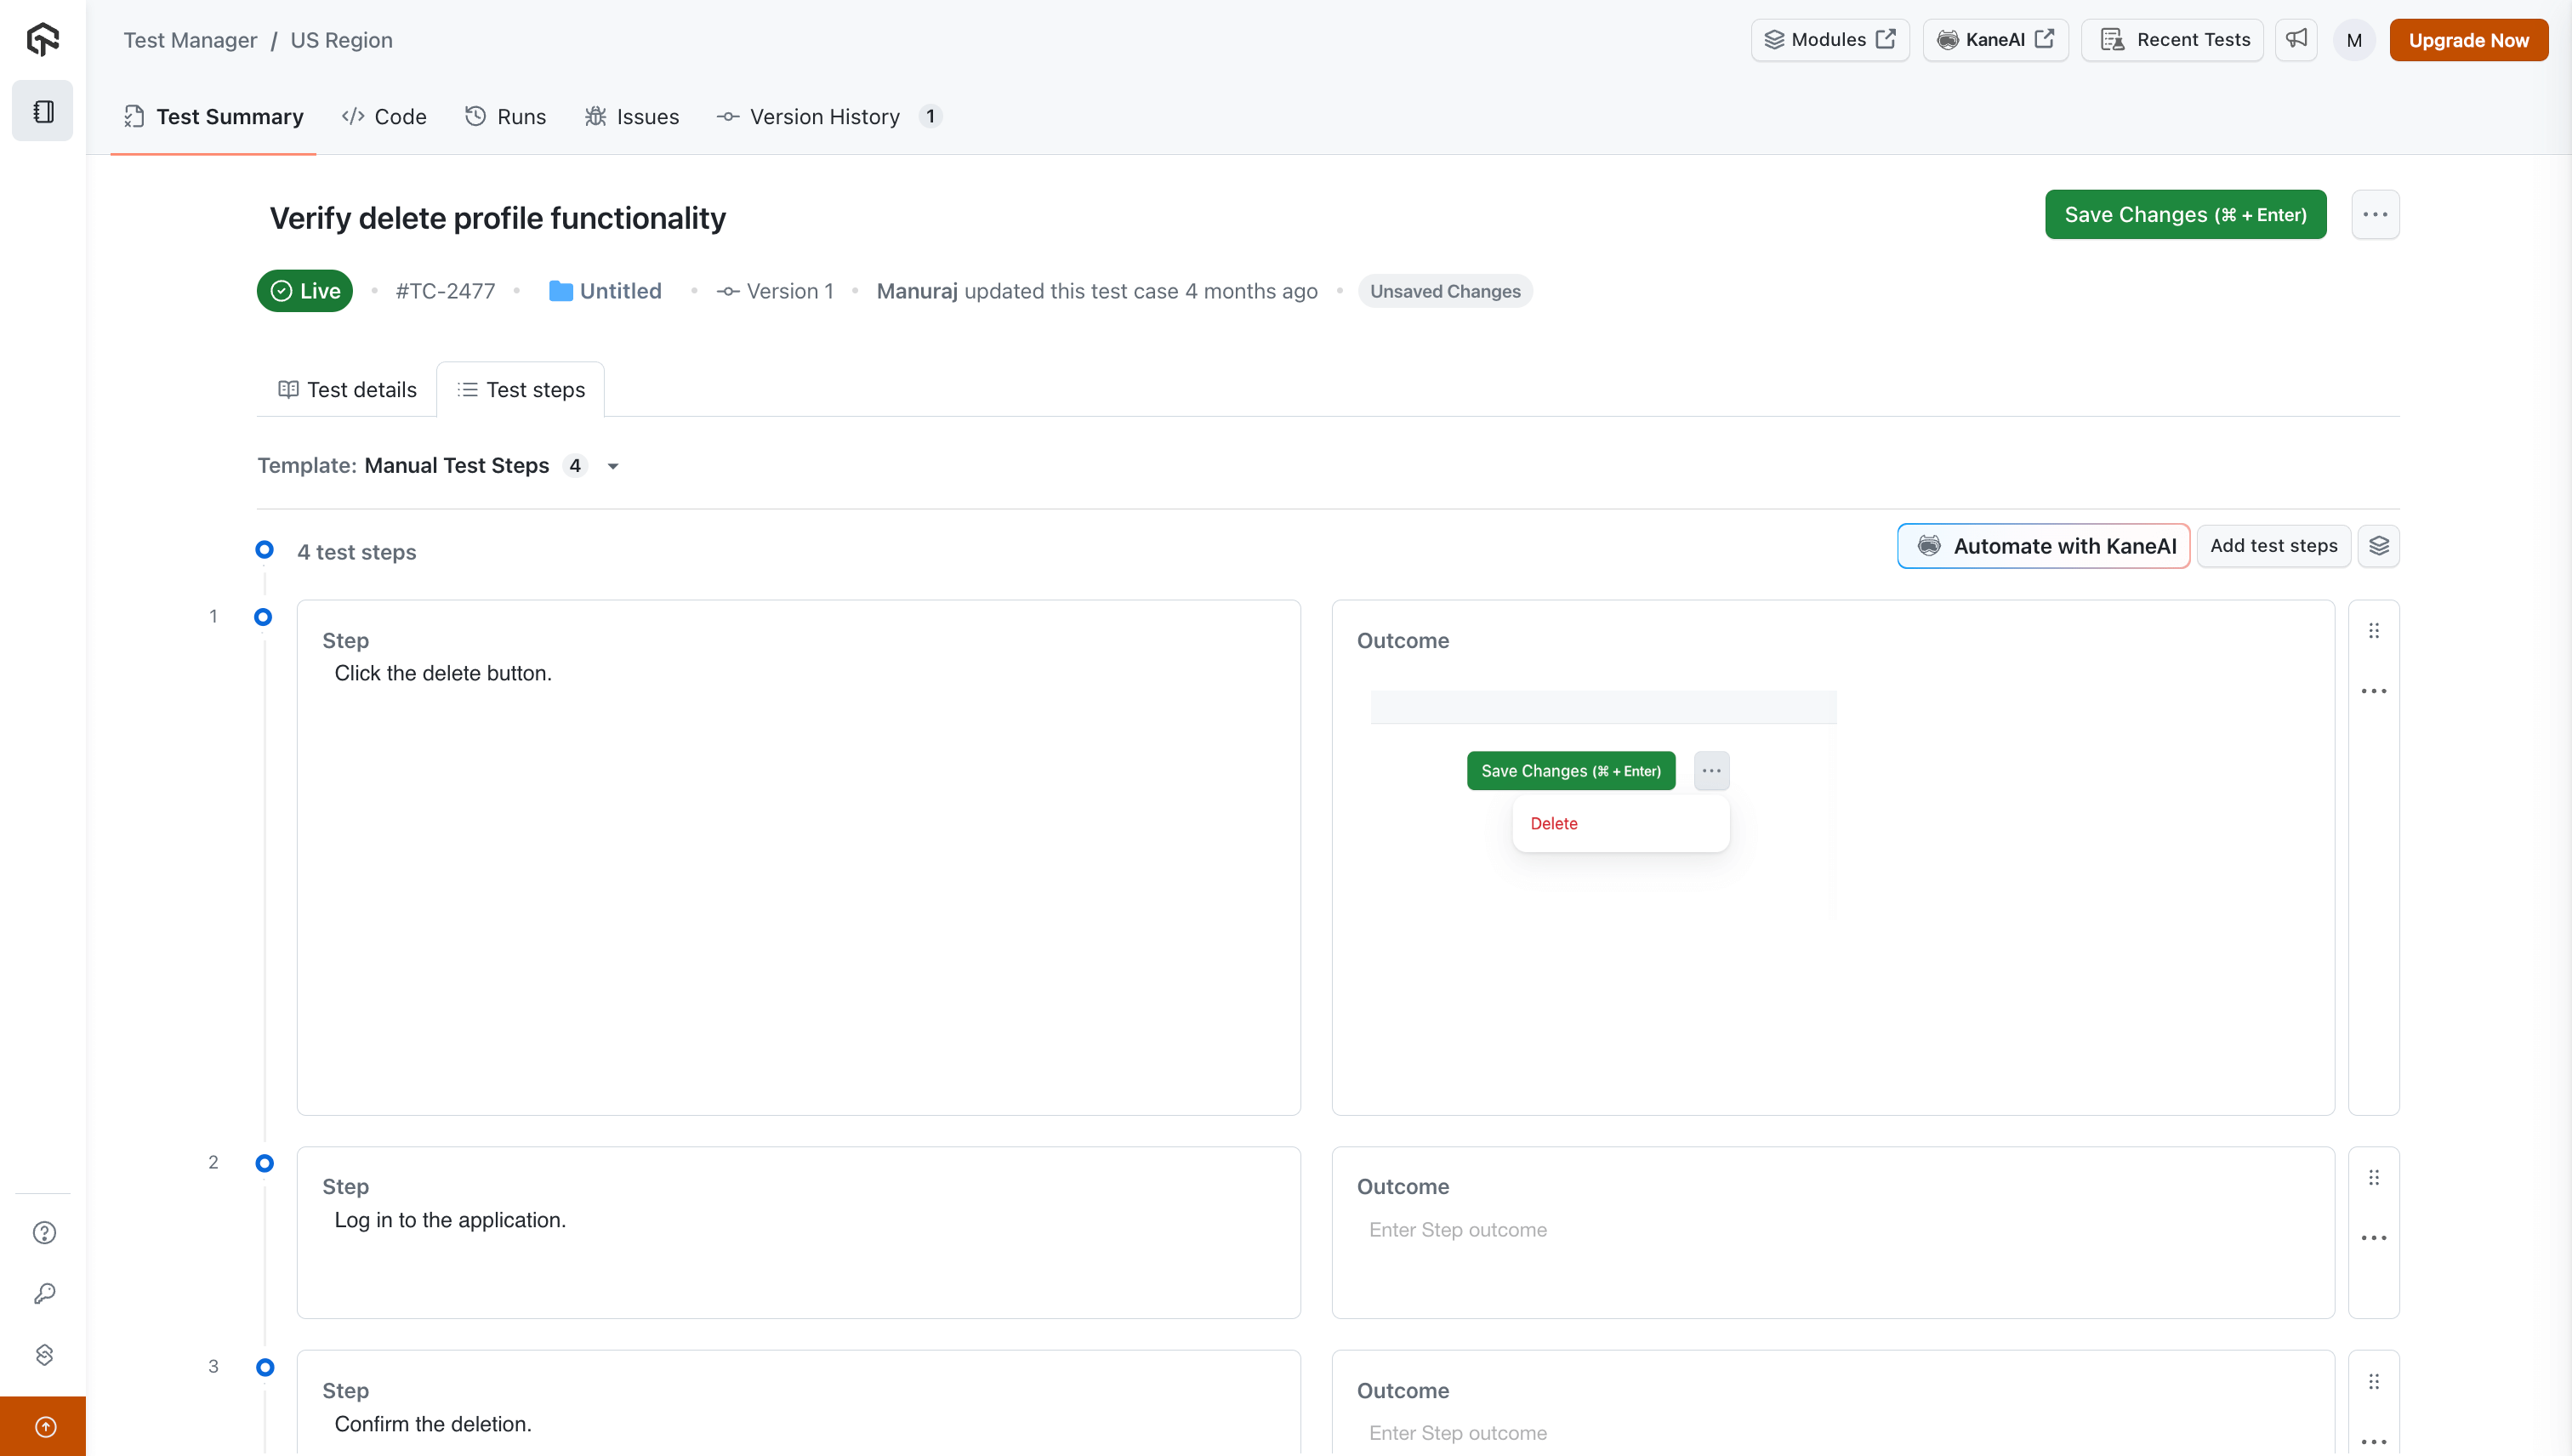 Test Manager / US Region
Modules
KaneAI
Recent Tests
M
Upgrade Now
Test Summary
Code
Runs
Issues
Version History 1
Verify delete profile functionality
Save Changes (⌘ + Enter)
Live
#TC-2477
Untitled
Version 1
Manuraj updated this test case 4 months ago
Unsaved Changes
Test details
Test steps
Template: Manual Test Steps 4
4 test steps
Automate with KaneAI
Add test steps
1
Step
Click the delete button.
Outcome
Save Changes (⌘ + Enter)
Delete
2
Step
Log in to the application.
Outcome
Enter Step outcome
3
Step
Confirm the deletion.
Outcome
Enter Step outcome